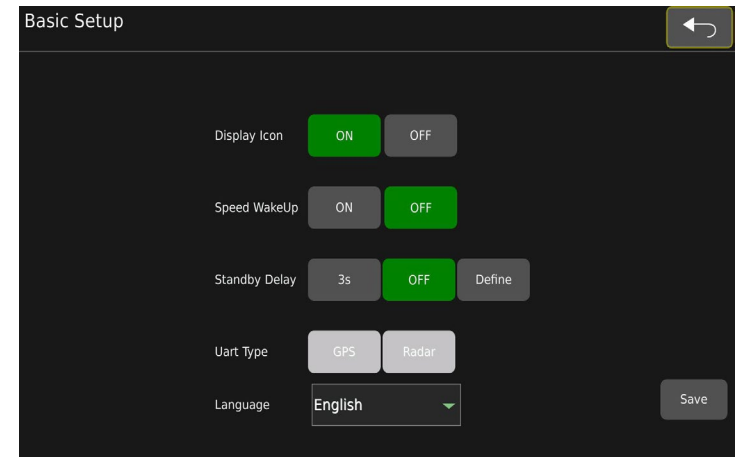 Basic Setup
Display Icon ON OFF
Speed WakeUp ON OFF
Standby Delay 3s OFF Define
Uart Type GPS Radar
Language English
Save